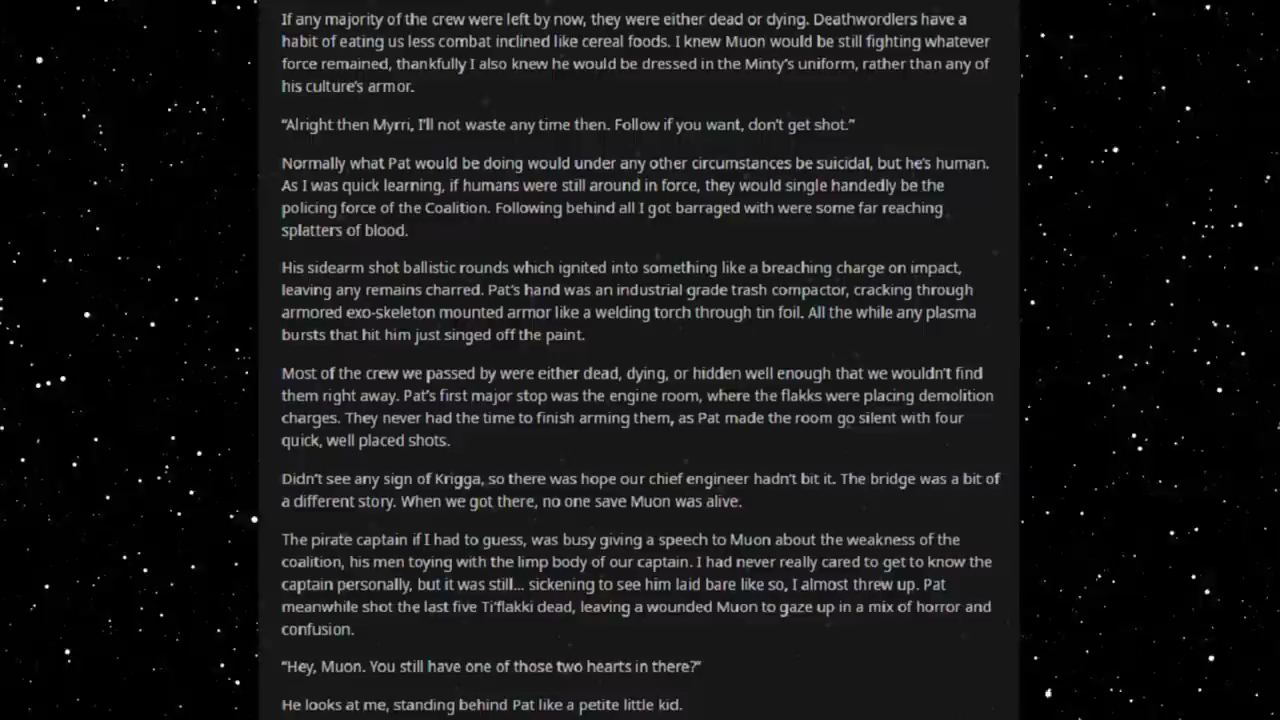 If any majority of the crew were left by now, they were either dead or dying. Deathwordlers have a
habit of eating us less combat inclined like cereal foods. I knew Muon would be still fighting whatever
force remained, thankfully I also knew he would be dressed in the Minty’s uniform, rather than any of
his culture’s armor.
“Alright then Myrri, I’ll not waste any time then. Follow if you want, don’t get shot.”
Normally what Pat would be doing would under any other circumstances be suicidal, but he’s human.
As I was quick learning, if humans were still around in force, they would single handedly be the
policing force of the Coalition. Following behind all I got barraged with were some far reaching
splatters of blood.
His sidearm shot ballistic rounds which ignited into something like a breaching charge on impact,
leaving any remains charred. Pat’s hand was an industrial grade trash compactor, cracking through
armored exo-skeleton mounted armor like a welding torch through tin foil. All the while any plasma
bursts that hit him just singed off the paint.
Most of the crew we passed by were either dead, dying, or hidden well enough that we wouldn’t find
them right away. Pat’s first major stop was the engine room, where the flakks were placing demolition
charges. They never had the time to finish arming them, as Pat made the room go silent with four
quick, well placed shots.
Didn’t see any sign of Krigga, so there was hope our chief engineer hadn’t bit it. The bridge was a bit of
a different story. When we got there, no one save Muon was alive.
The pirate captain if I had to guess, was busy giving a speech to Muon about the weakness of the
coalition, his men toying with the limp body of our captain. I had never really cared to get to know the
captain personally, but it was still... sickening to see him laid bare like so, I almost threw up. Pat
meanwhile shot the last five Ti’flakki dead, leaving a wounded Muon to gaze up in a mix of horror and
confusion.
“Hey, Muon. You still have one of those two hearts in there?”
He looks at me, standing behind Pat like a petite little kid.